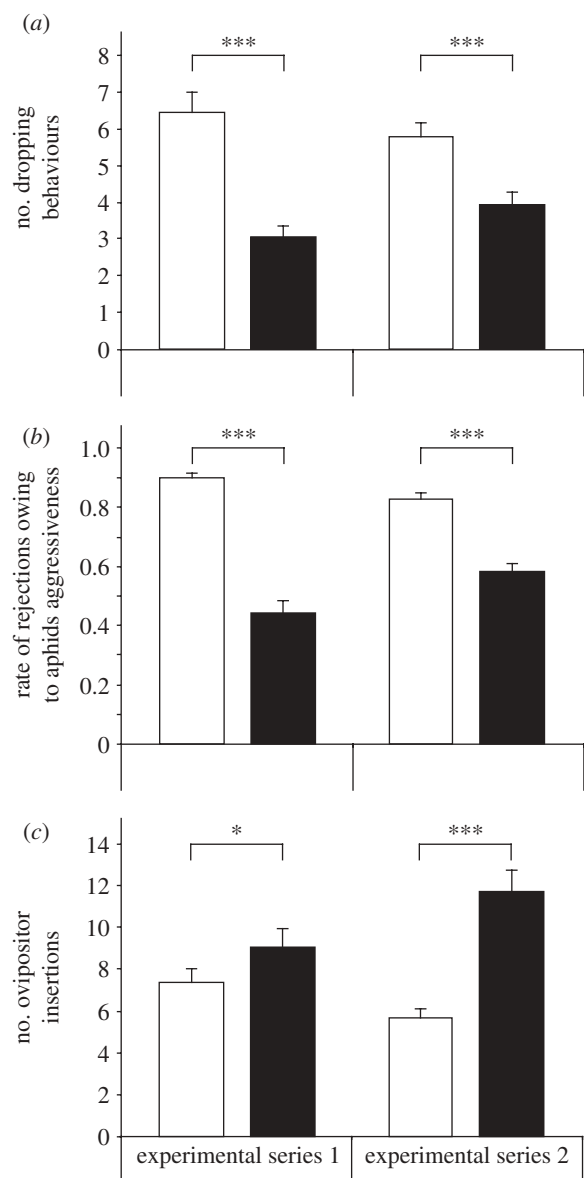 (a)
***
***
8
7
6
5
4
3
2
1
0
no. dropping
behaviours
(b)
***
***
1.0
0.8
0.6
0.4
0.2
0
rate of rejections owing
to aphids aggressiveness
(c)
*
***
14
12
10
8
6
4
2
0
no. ovipositor
insertions
experimental series 1
experimental series 2